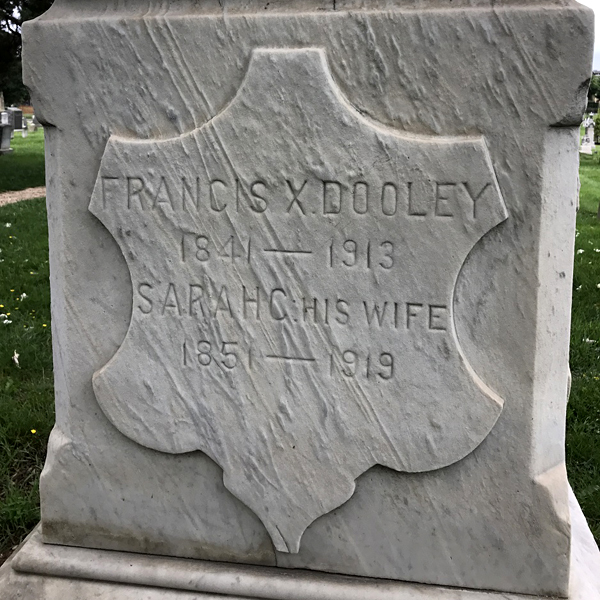 FRANCIS X. DOOLEY
1841 — 1913
SARAH C. HIS WIFE
1851 — 1919